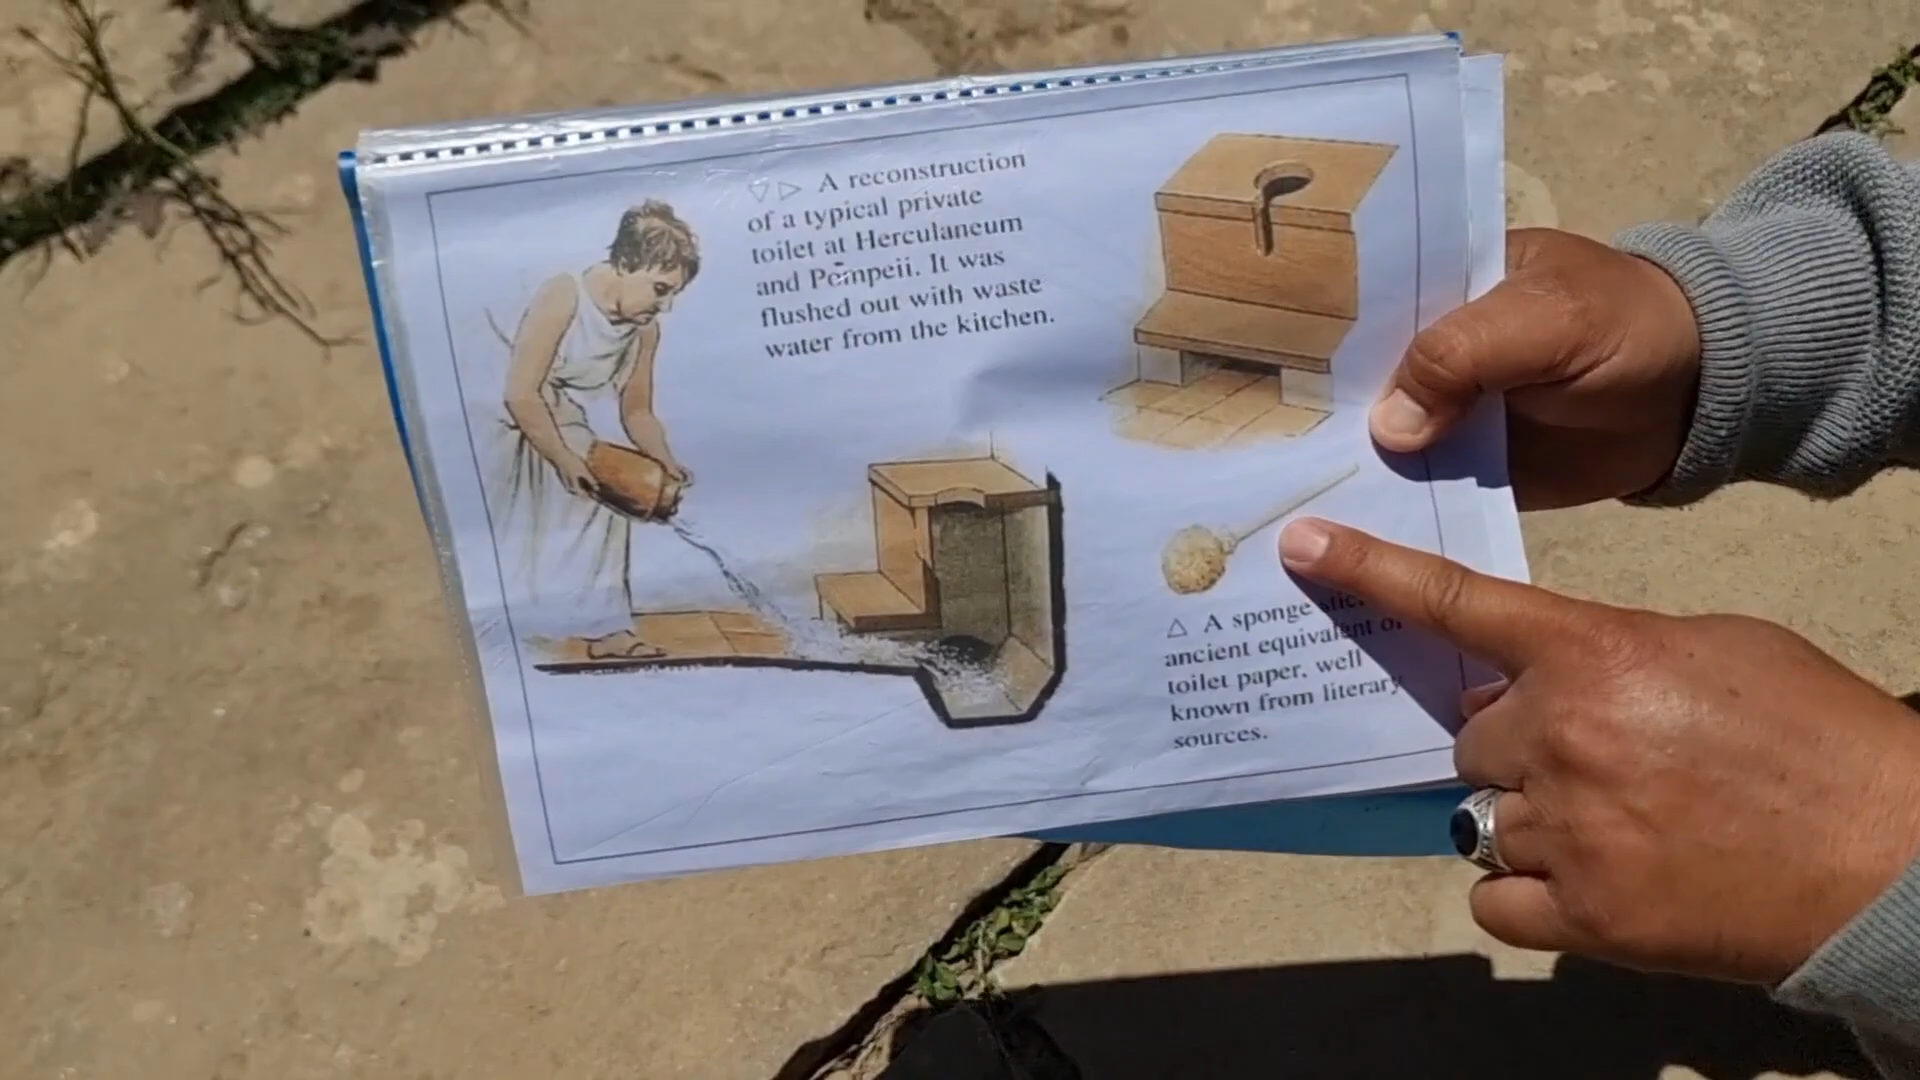 ▽▷ A reconstruction
of a typical private
toilet at Herculaneum
and Pompeii. It was
flushed out with waste
water from the kitchen.
△ A sponge
ancient equivalent
toilet paper, well
known from literary
sources.